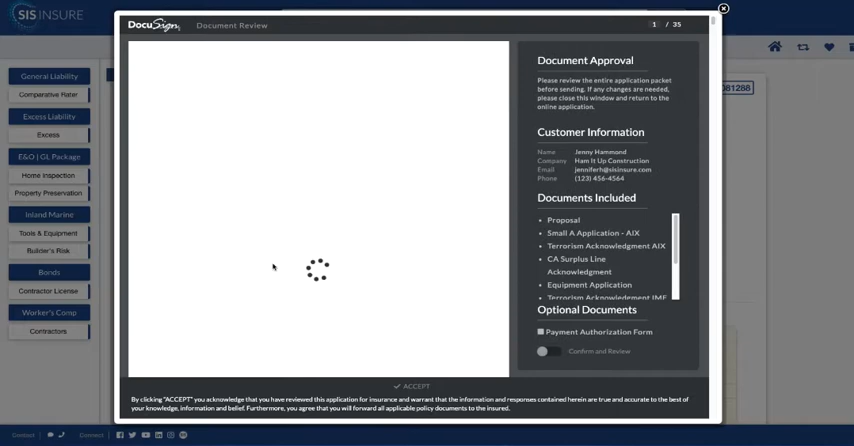 SIS INSURE
DocuSign
Document Review
1 / 35
081288
General Liability
Comparative Rater
Excess Liability
Excess
E&O | GL Package
Home Inspection
Property Preservation
Inland Marine
Tools & Equipment
Builder's Risk
Bonds
Contractor License
Worker's Comp
Contractors
Document Approval
Please review the entire application packet
before sending. If any changes are needed,
please close this window and return to the
online application.
Customer Information
Name Jenny Hammond
Company Ham It Up Construction
Email jenniferh@sisinsure.com
Phone (123) 456-4564
Documents Included
Proposal
Small A Application - AIX
Terrorism Acknowledgment AIX
CA Surplus Line
Acknowledgment
Equipment Application
Terrorism Acknowledgement IMF
Optional Documents
Payment Authorization Form
Confirm and Review
ACCEPT
By clicking "ACCEPT" you acknowledge that you have reviewed this application for insurance and warrant that the information and responses contained herein are true and accurate to the best of
your knowledge, information and belief. Furthermore, you agree that you will forward all applicable policy documents to the insured.
Contact Connect